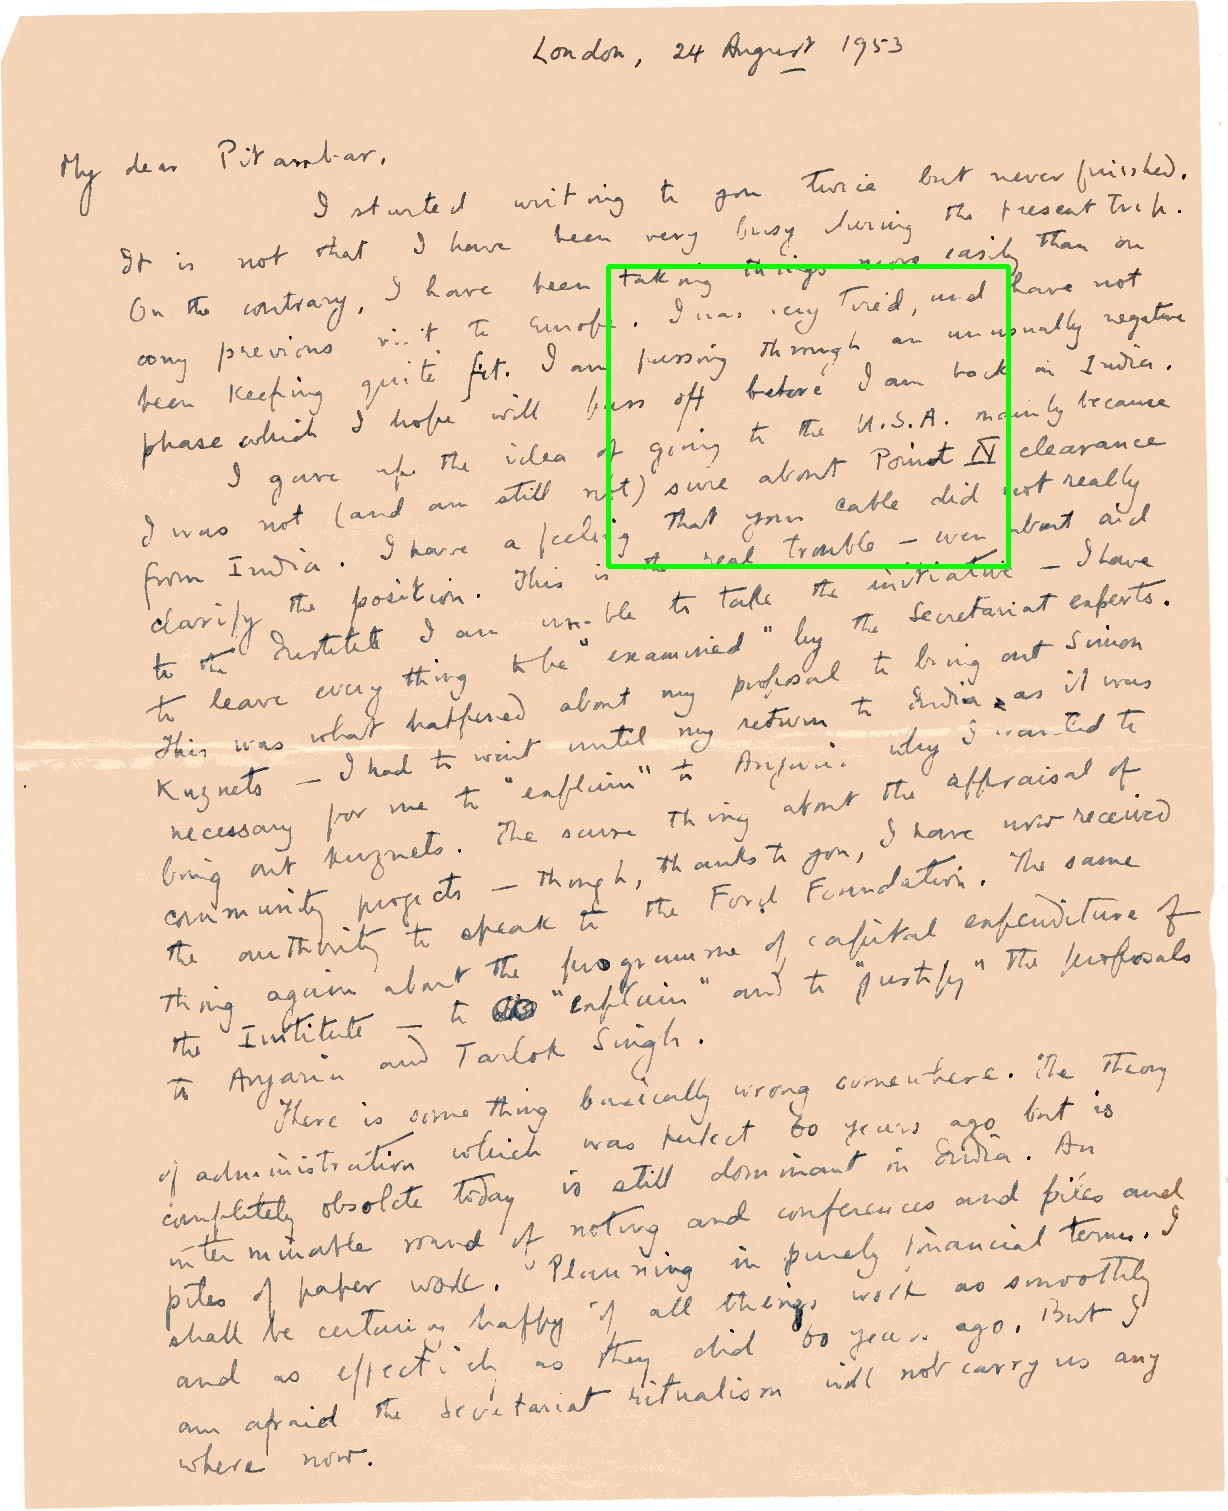 London, 24 August 1953
My dear Pitambar,
I started writing to you twice but never finished.
It is not that I have been very busy during the present trip.
On the contrary, I have been taking things more easily than on
any previous visit to Europe. I was very tired, and have not
been keeping quite fit. I am passing through an unusually negative
phase which I hope will pass off before I am back in India.
I gave up the idea of going to the U.S.A. mainly because
I was not (and am still not) sure about Point IV clearance
from India. I have a feeling that your cable did not really
clarify the position. This is the real trouble — even about aid
to the Institute I am unable to take the initiative — I have
to leave every thing to be "examined" by the Secretariat experts.
This was what happened about my proposal to bring out Simon
Kuznets — I had to wait until my return to India, as it was
necessary for me to "explain" to Anjaria why I wanted to
bring out Kuznets. The same thing about the appraisal of
community projects — though, thanks to you, I have now received
the authority to speak to the Ford Foundation. The same
thing again about the programme of capital expenditure of
the Institute — to "explain" and to "justify" the proposals
to Anjaria and Tarlok Singh.
There is some thing basically wrong somewhere. The theory
of administration which was perfect 60 years ago but is
completely obsolete today is still dominant in India. An
interminable round of noting and conferences and files and
piles of paper work. Planning in purely financial terms. I
shall be certainly happy if all things work as smoothly
and as effectively as they did 60 years ago. But I
am afraid the Secretariat ritualism will not carry us any
where now.